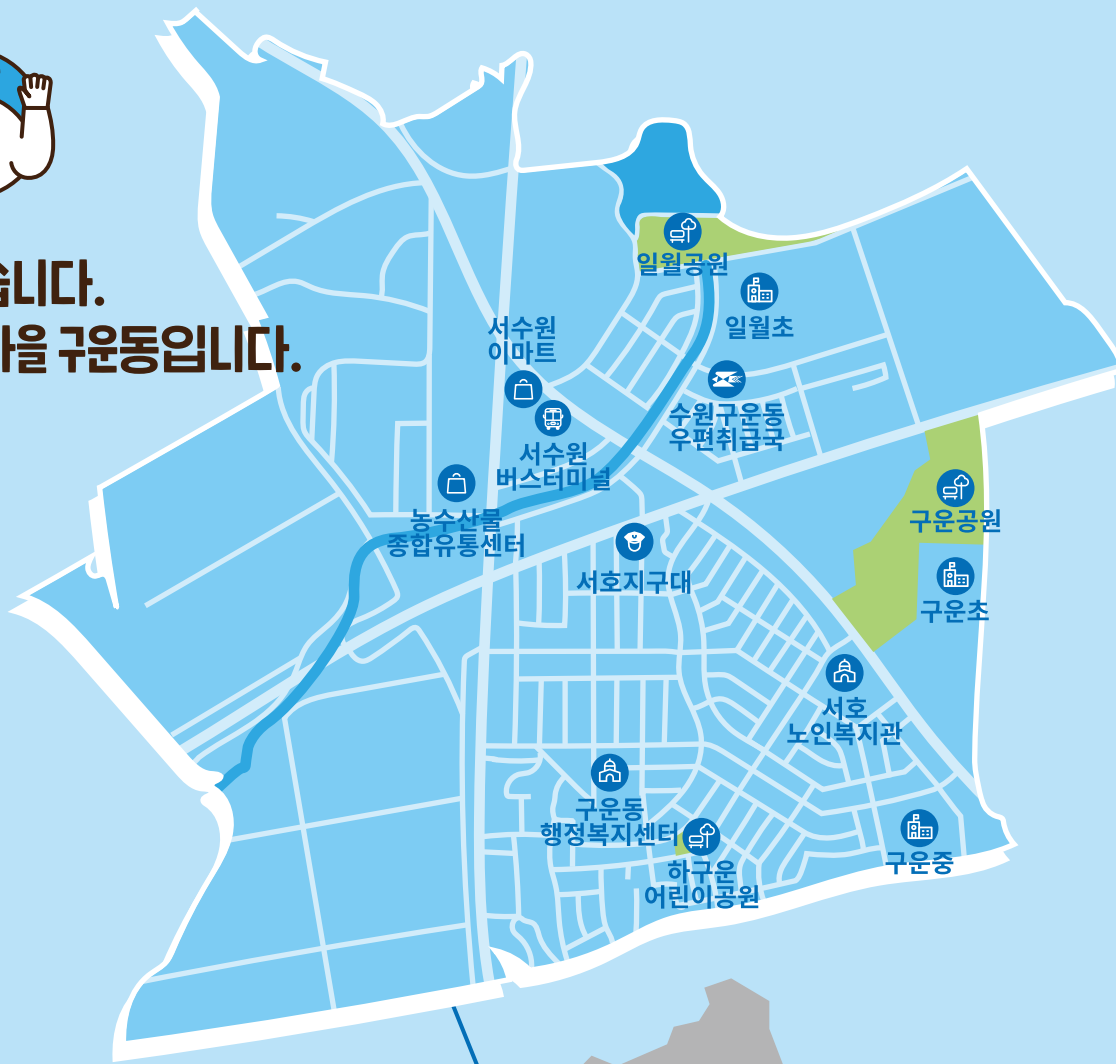 습니다.
마을 구운동입니다.
일월공원
일월초
서수원
이마트
수원구운동
우편취급국
서수원
버스터미널
농수산물
종합유통센터
구운공원
서호지구대
구운초
서호
노인복지관
구운동
행정복지센터
하구운
어린이공원
구운중